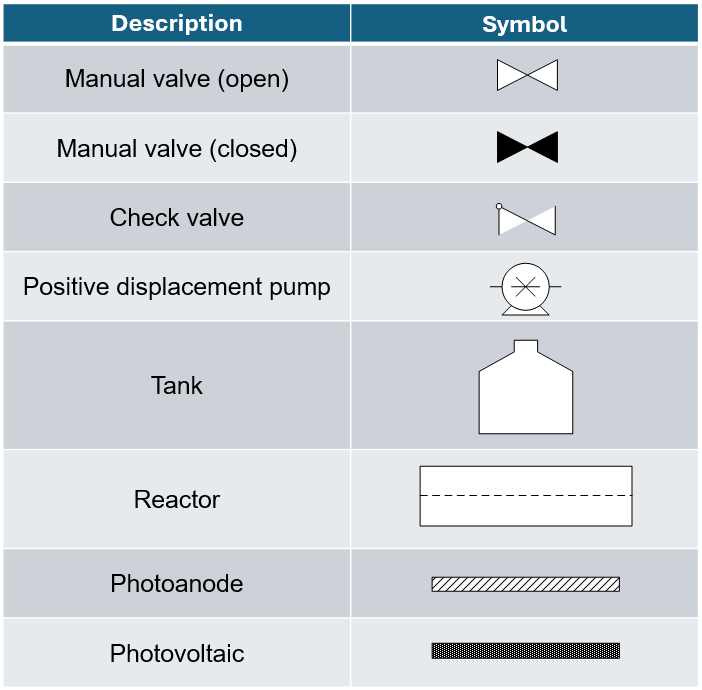 Description Symbol
Manual valve (open)
Manual valve (closed)
Check valve
Positive displacement pump
Tank
Reactor
Photoanode
Photovoltaic